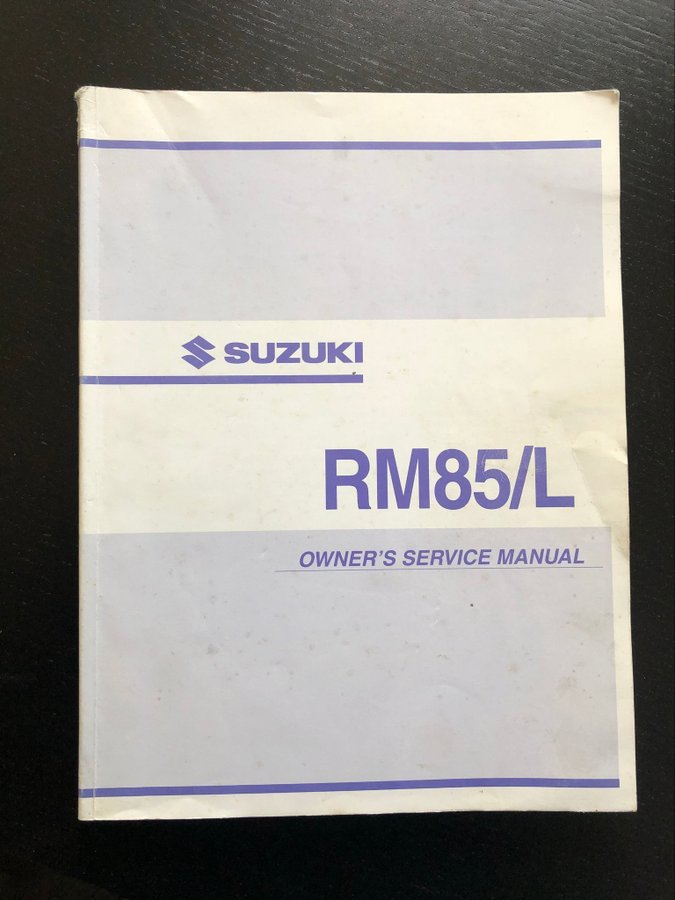 SUZUKI
RM85/L
OWNER'S SERVICE MANUAL